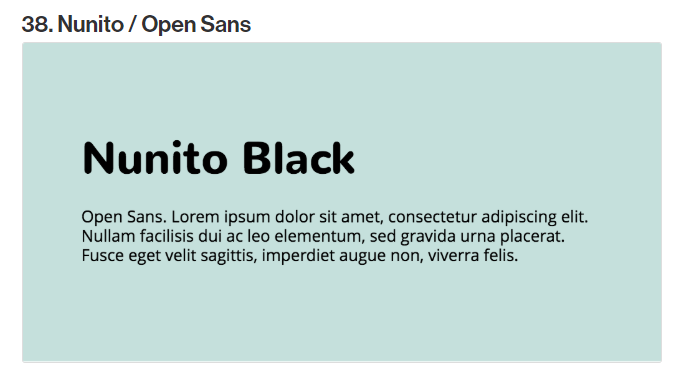 38. Nunito / Open Sans
Nunito Black
Open Sans. Lorem ipsum dolor sit amet, consectetur adipiscing elit.
Nullam facilisis dui ac leo elementum, sed gravida urna placerat.
Fusce eget velit sagittis, imperdiet augue non, viverra felis.